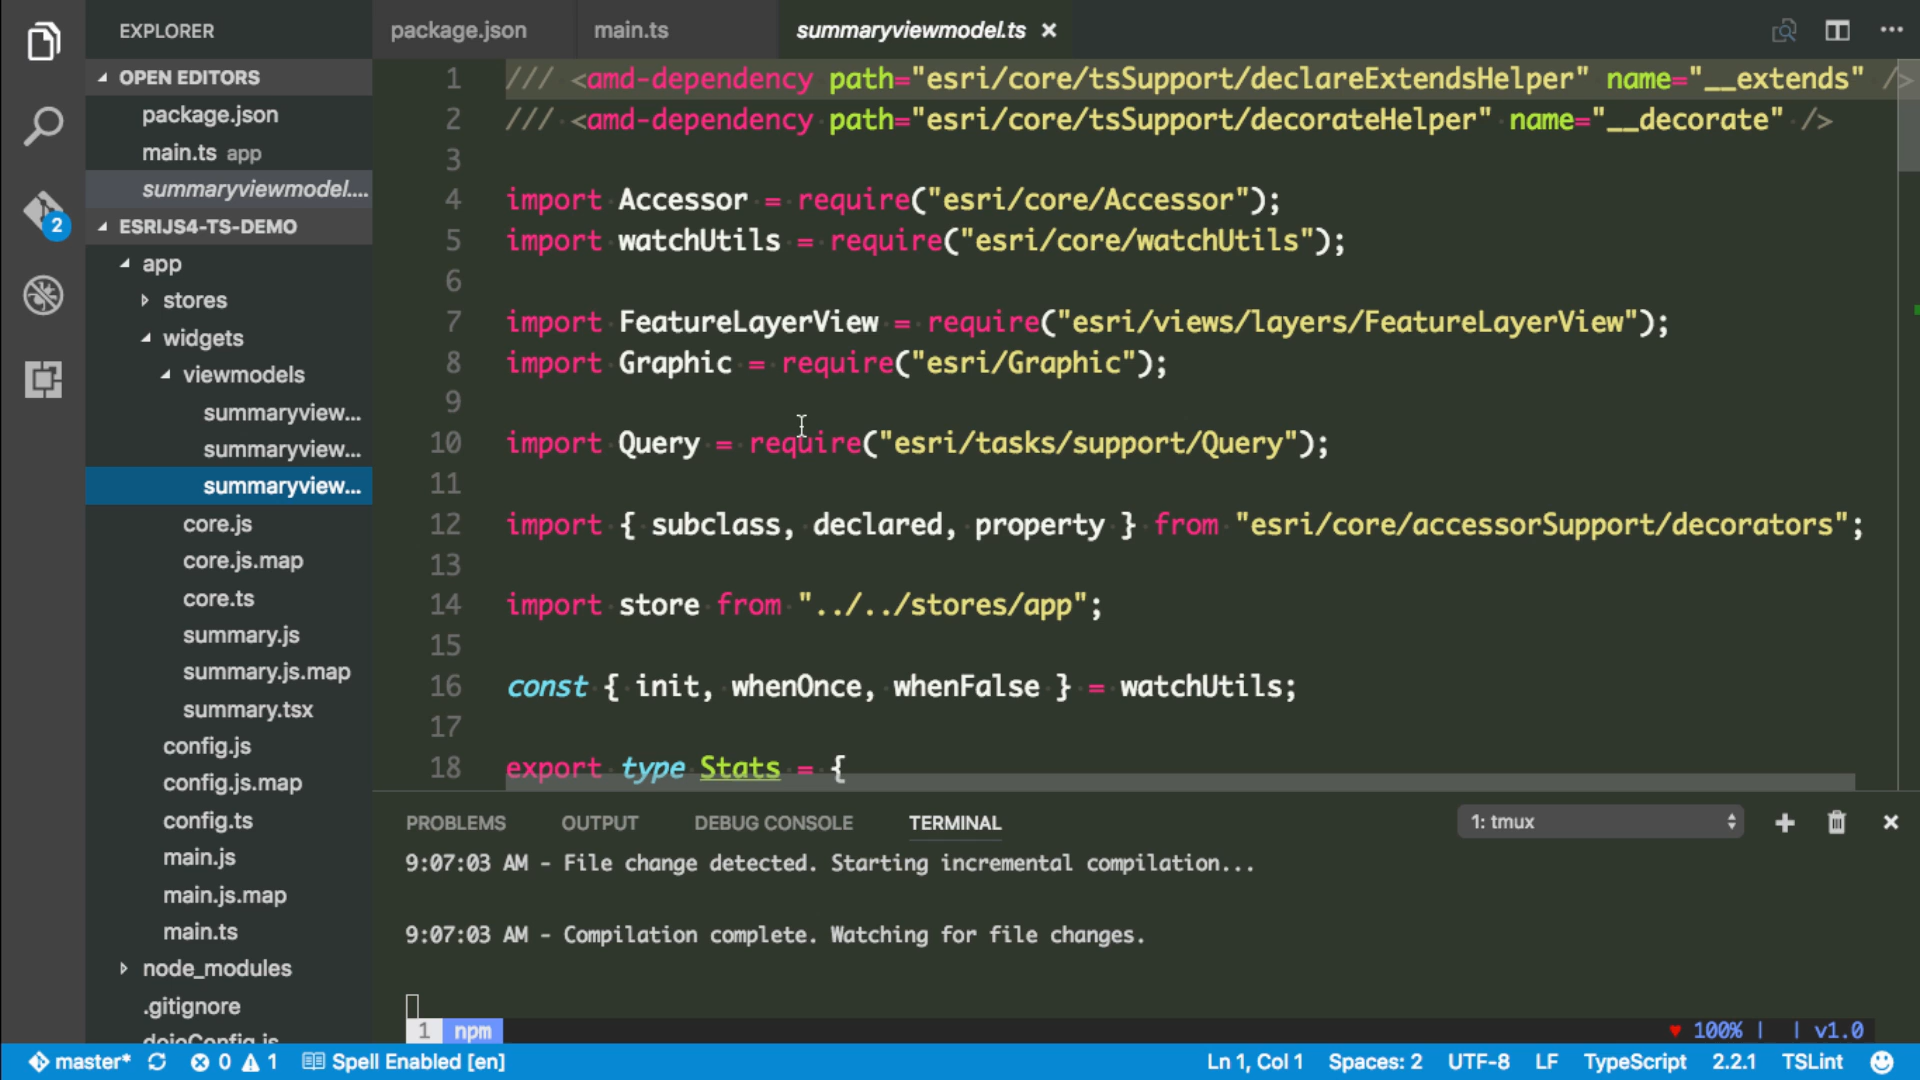 EXPLORER
OPEN EDITORS
package.json
main.ts app
summaryviewmodel....
ESRIJS4-TS-DEMO
app
stores
widgets
viewmodels
summaryview...
summaryview...
summaryview...
core.js
core.js.map
core.ts
summary.js
summary.js.map
summary.tsx
config.js
config.js.map
config.ts
main.js
main.js.map
main.ts
node_modules
.gitignore
dojoConfig.js
2
package.json main.ts summaryviewmodel.ts
1 /// <amd-dependency path="esri/core/tsSupport/declareExtendsHelper" name="__extends" />
2 /// <amd-dependency path="esri/core/tsSupport/decorateHelper" name="__decorate" />
3
4 import Accessor = require("esri/core/Accessor");
5 import watchUtils = require("esri/core/watchUtils");
6
7 import FeatureLayerView = require("esri/views/layers/FeatureLayerView");
8 import Graphic = require("esri/Graphic");
9
10 import Query = require("esri/tasks/support/Query");
11
12 import { subclass, declared, property } from "esri/core/accessorSupport/decorators";
13
14 import store from "../../stores/app";
15
16 const { init, whenOnce, whenFalse } = watchUtils;
17
18 export type Stats = {
PROBLEMS OUTPUT DEBUG CONSOLE TERMINAL 1: tmux
9:07:03 AM - File change detected. Starting incremental compilation...
9:07:03 AM - Compilation complete. Watching for file changes.
1 npm ♥ 100% | | v1.0
master* 0 1 Spell Enabled [en] Ln 1, Col 1 Spaces: 2 UTF-8 LF TypeScript 2.2.1 TSLint